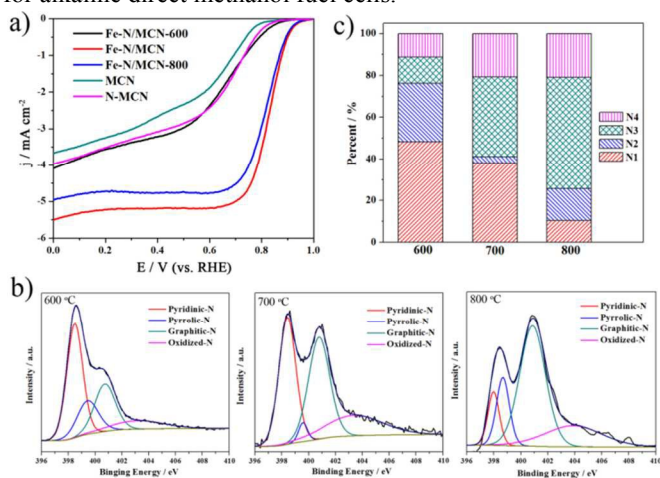 for alkaline direct methanol fuel cells.
a)
Fe-N/MCN-600
Fe-N/MCN
Fe-N/MCN-800
MCN
N-MCN
j / mA cm-2
0
-1
-2
-3
-4
-5
-6
0.0 0.2 0.4 0.6 0.8 1.0
E / V (vs. RHE)
c)
Percent / %
100
80
60
40
20
0
N4
N3
N2
N1
600 700 800
b)
600 oC
Pyridinic-N
Pyrrolic-N
Graphitic-N
Oxidized-N
Intensity / a.u.
396 398 400 402 404 406 408 410
Binging Energy / eV
700 oC
Pyridinic-N
Pyrrolic-N
Graphitic-N
Oxidized-N
Intensity / a.u.
396 398 400 402 404 406 408 410
Binding Energy / eV
800 oC
Pyridinic-N
Pyrrolic-N
Graphitic-N
Oxidized-N
Intensity / a.u.
396 398 400 402 404 406 408 410
Binding Energy / eV